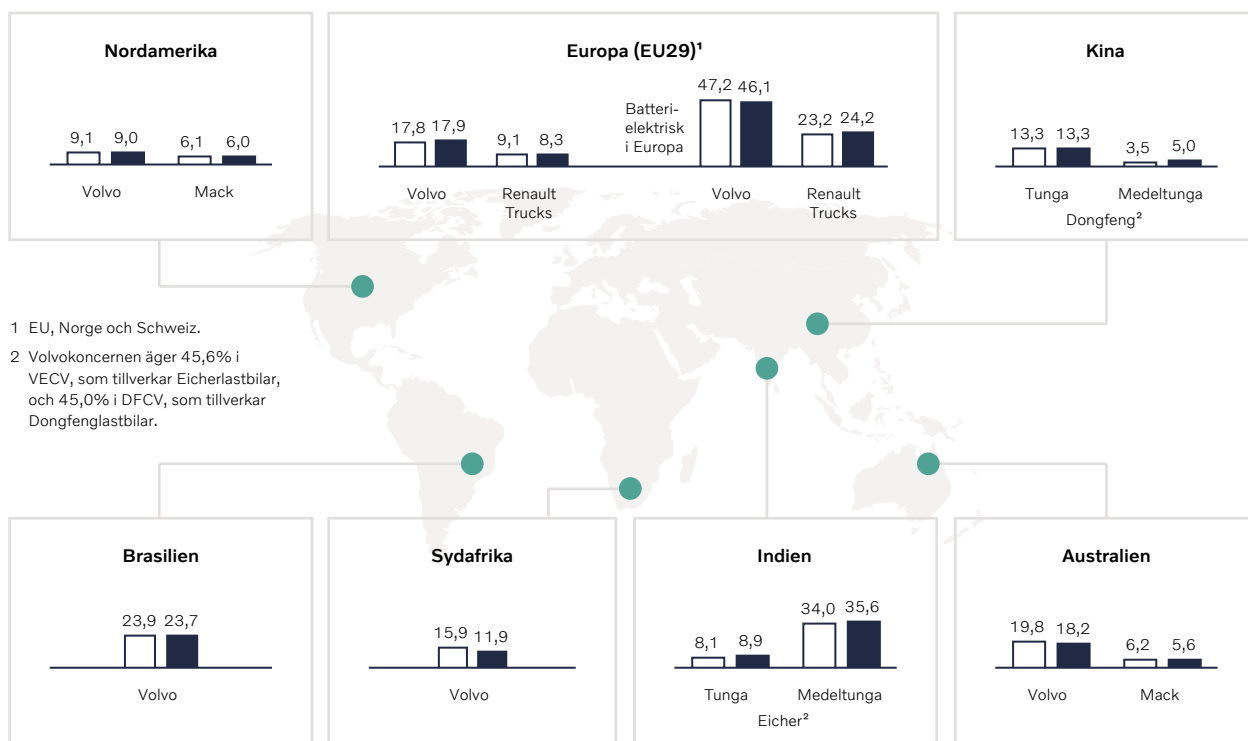 Nordamerika
9,1 9,0 6,1 6,0
Volvo Mack
Europa (EU29)¹
17,8 17,9 9,1 8,3
Volvo Renault
Trucks
Batteri-
elektrisk
i Europa
47,2 46,1 23,2 24,2
Volvo Renault
Trucks
Kina
13,3 13,3 3,5 5,0
Tunga Medeltunga
Dongfeng²
1 EU, Norge och Schweiz.
2 Volvokoncernen äger 45,6% i
VECV, som tillverkar Eicherlastbilar,
och 45,0% i DFCV, som tillverkar
Dongfenglastbilar.
Brasilien
23,9 23,7
Volvo
Sydafrika
15,9 11,9
Volvo
Indien
8,1 8,9 34,0 35,6
Tunga Medeltunga
Eicher²
Australien
19,8 18,2 6,2 5,6
Volvo Mack